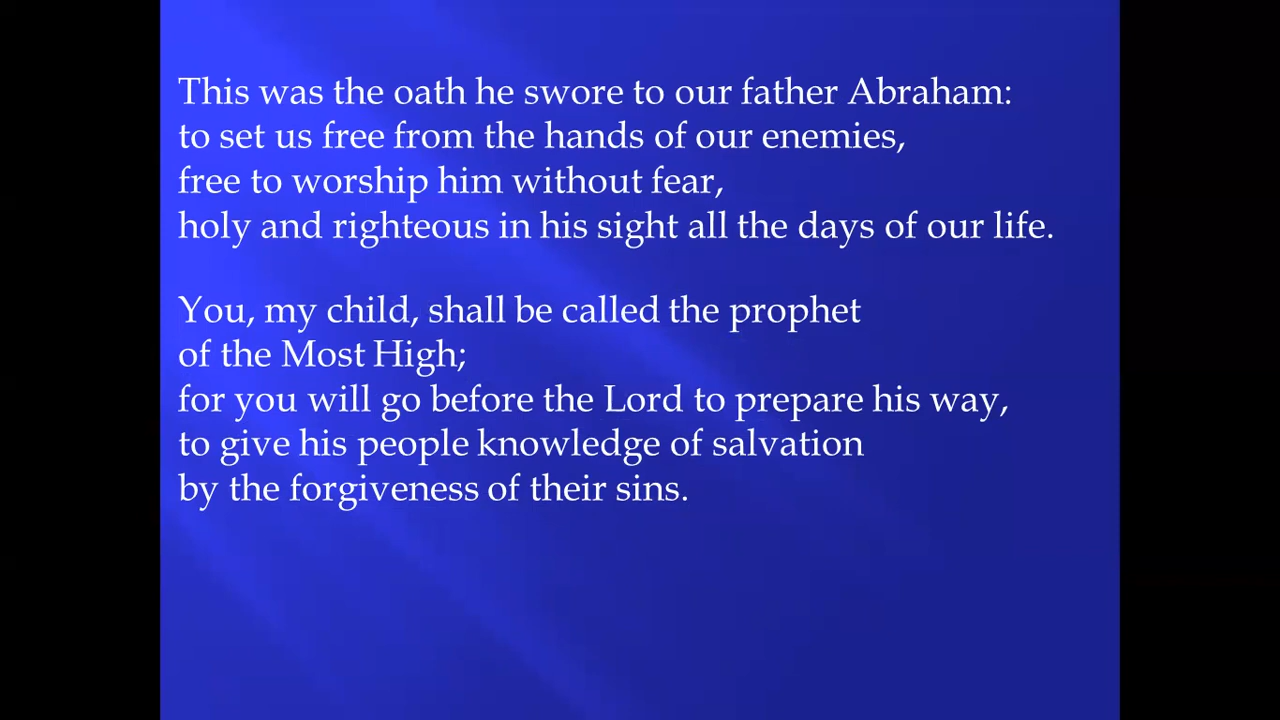 This was the oath he swore to our father Abraham:
to set us free from the hands of our enemies,
free to worship him without fear,
holy and righteous in his sight all the days of our life.
You, my child, shall be called the prophet
of the Most High;
for you will go before the Lord to prepare his way,
to give his people knowledge of salvation
by the forgiveness of their sins.